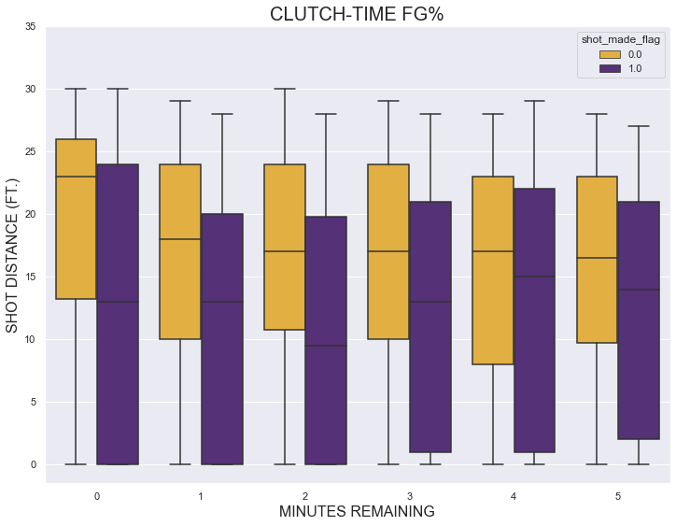 CLUTCH-TIME FG%
shot_made_flag
0.0
1.0
SHOT DISTANCE (FT.)
35
30
25
20
15
10
5
0
0 1 2 3 4 5
MINUTES REMAINING